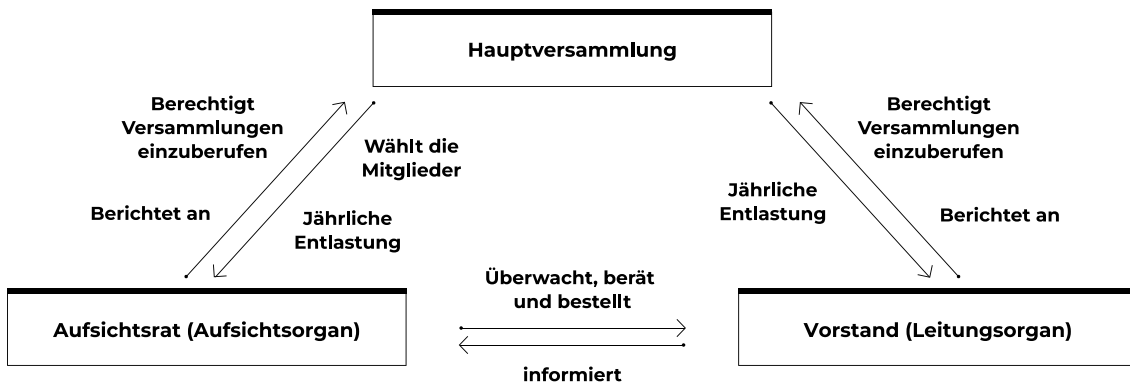 Hauptversammlung
Berechtigt
Versammlungen
einzuberufen
Wählt die
Mitglieder
Berichtet an
Jährliche
Entlastung
Berechtigt
Versammlungen
einzuberufen
Jährliche
Entlastung
Berichtet an
Überwacht, berät
und bestellt
Aufsichtsrat (Aufsichtsorgan)
Vorstand (Leitungsorgan)
informiert